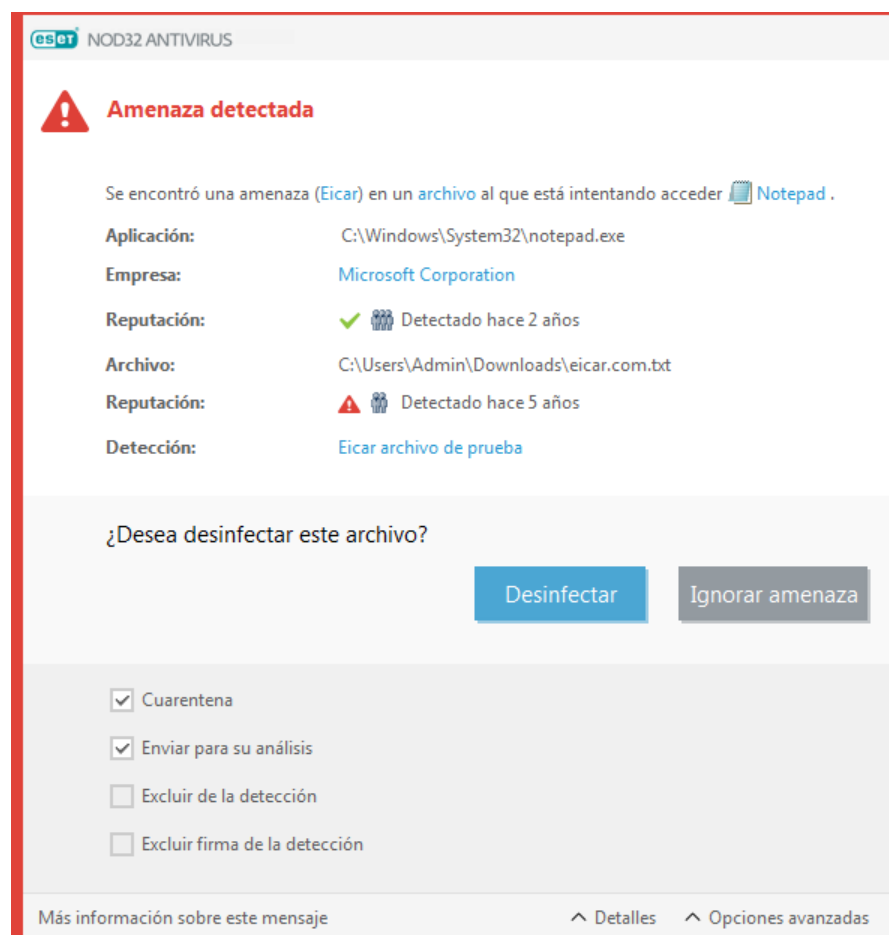 eset NOD32 ANTIVIRUS
Amenaza detectada
Se encontró una amenaza (Eicar) en un archivo al que está intentando acceder Notepad .
Aplicación: C:\Windows\System32\notepad.exe
Empresa: Microsoft Corporation
Reputación: Detectado hace 2 años
Archivo: C:\Users\Admin\Downloads\eicar.com.txt
Reputación: Detectado hace 5 años
Detección: Eicar archivo de prueba
¿Desea desinfectar este archivo?
Desinfectar Ignorar amenaza
Cuarentena
Enviar para su análisis
Excluir de la detección
Excluir firma de la detección
Más información sobre este mensaje Detalles Opciones avanzadas